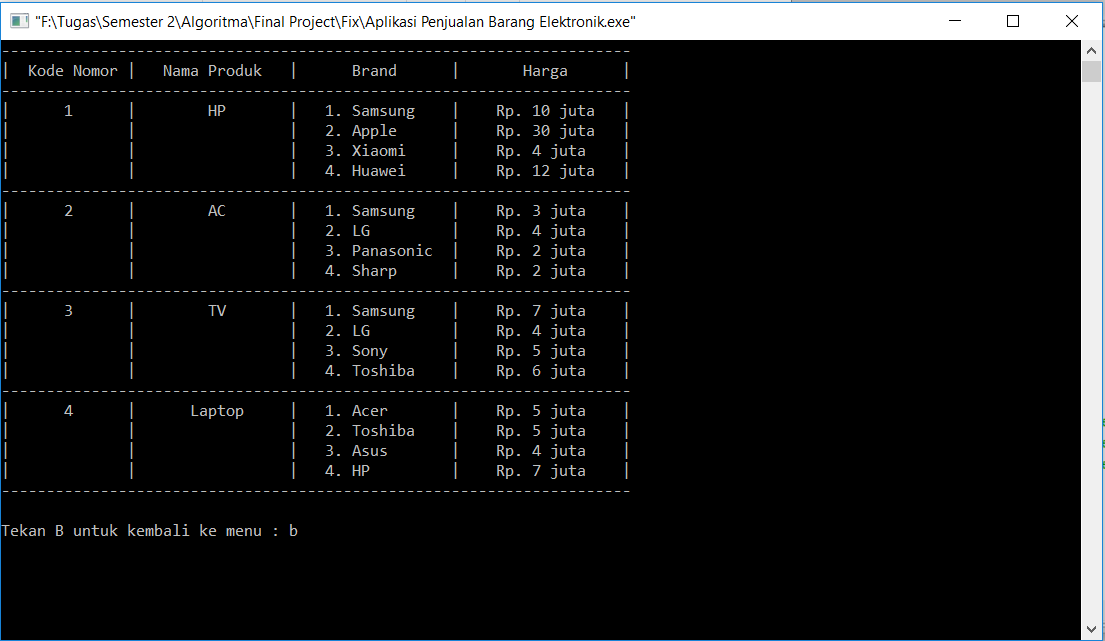 "F:\Tugas\Semester 2\Algoritma\Final Project\Fix\Aplikasi Penjualan Barang Elektronik.exe"
----------------------------------------------------------------------
|  Kode Nomor |   Nama Produk   |      Brand      |       Harga      |
----------------------------------------------------------------------
|      1      |        HP       |   1. Samsung    |    Rp. 10 juta   |
|             |                 |   2. Apple      |    Rp. 30 juta   |
|             |                 |   3. Xiaomi     |    Rp. 4 juta    |
|             |                 |   4. Huawei     |    Rp. 12 juta   |
----------------------------------------------------------------------
|      2      |        AC       |   1. Samsung    |    Rp. 3 juta    |
|             |                 |   2. LG         |    Rp. 4 juta    |
|             |                 |   3. Panasonic  |    Rp. 2 juta    |
|             |                 |   4. Sharp      |    Rp. 2 juta    |
----------------------------------------------------------------------
|      3      |        TV       |   1. Samsung    |    Rp. 7 juta    |
|             |                 |   2. LG         |    Rp. 4 juta    |
|             |                 |   3. Sony       |    Rp. 5 juta    |
|             |                 |   4. Toshiba    |    Rp. 6 juta    |
----------------------------------------------------------------------
|      4      |      Laptop     |   1. Acer       |    Rp. 5 juta    |
|             |                 |   2. Toshiba    |    Rp. 5 juta    |
|             |                 |   3. Asus       |    Rp. 4 juta    |
|             |                 |   4. HP         |    Rp. 7 juta    |
----------------------------------------------------------------------
Tekan B untuk kembali ke menu : b